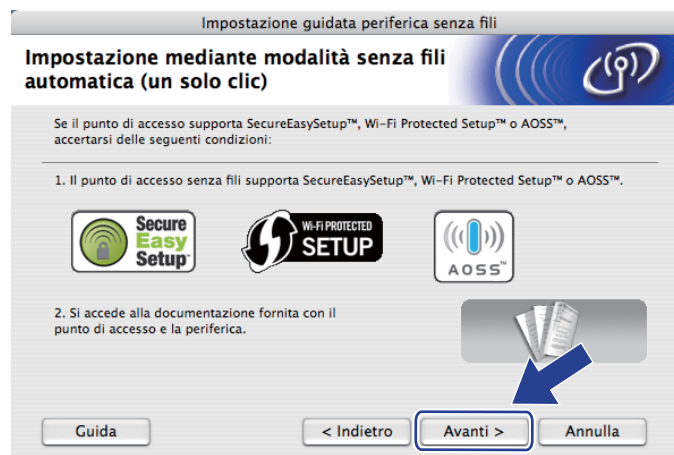 Impostazione guidata periferica senza fili
Impostazione mediante modalità senza fili
automatica (un solo clic)
Se il punto di accesso supporta SecureEasySetup™, Wi-Fi Protected Setup™ o AOSS™,
accertarsi delle seguenti condizioni:
1. Il punto di accesso senza fili supporta SecureEasySetup™, Wi-Fi Protected Setup™ o AOSS™.
Secure
Easy
Setup™
Wi-Fi PROTECTED
SETUP
AOSS™
2. Si accede alla documentazione fornita con il
punto di accesso e la periferica.
Guida
< Indietro
Avanti >
Annulla